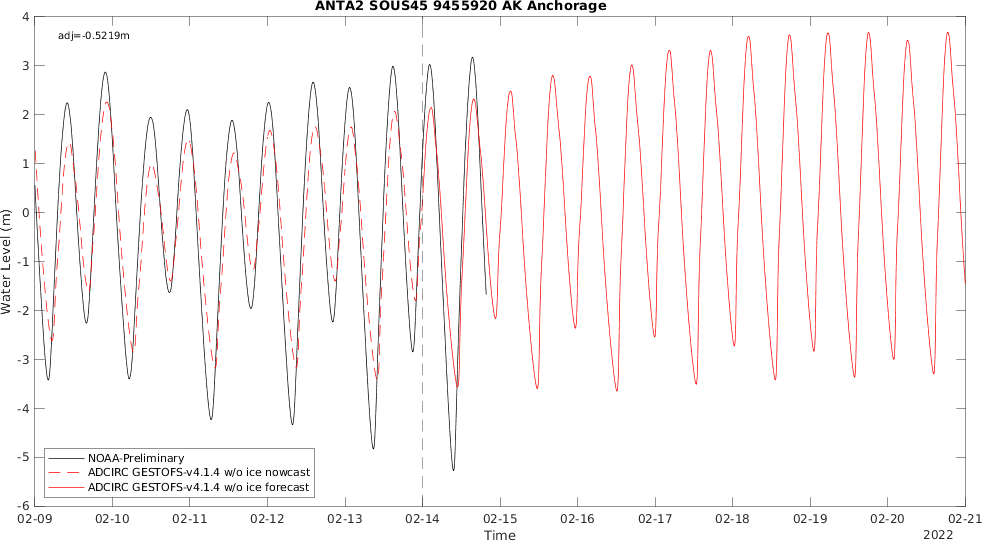 ANTA2 SOUS45 9455920 AK Anchorage
adj=-0.5219m
4
3
2
1
0
-1
-2
-3
-4
-5
-6
Water Level (m)
NOAA-Preliminary
ADCIRC GESTOFS-v4.1.4 w/o ice nowcast
ADCIRC GESTOFS-v4.1.4 w/o ice forecast
02-09 02-10 02-11 02-12 02-13 02-14 02-15 02-16 02-17 02-18 02-19 02-20 02-21
Time
2022